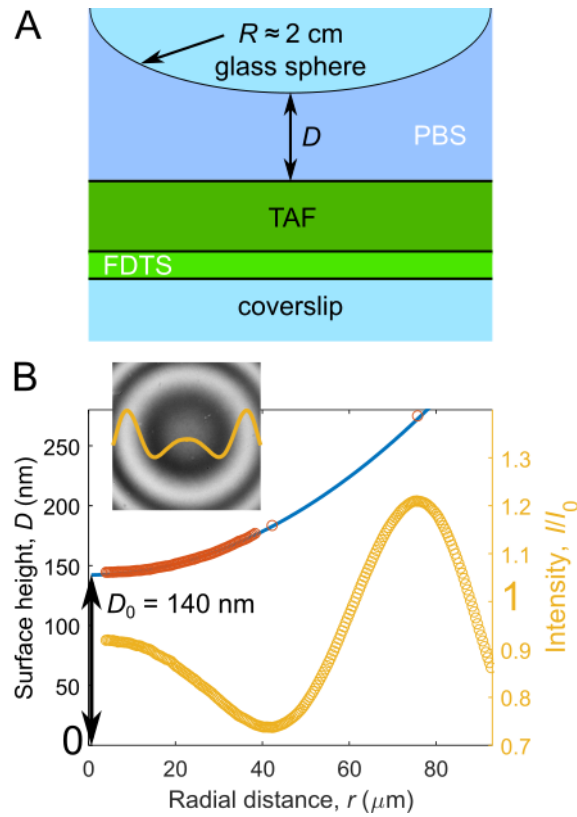 A
R ≈ 2 cm
glass sphere
D
PBS
TAF
FDTS
coverslip
B
Surface height, D (nm)
250
200
150
100
50
0
D₀ = 140 nm
1.3
1.2
1
0.9
0.8
0.7
Intensity, I/I₀
0 20 40 60 80
Radial distance, r (μm)